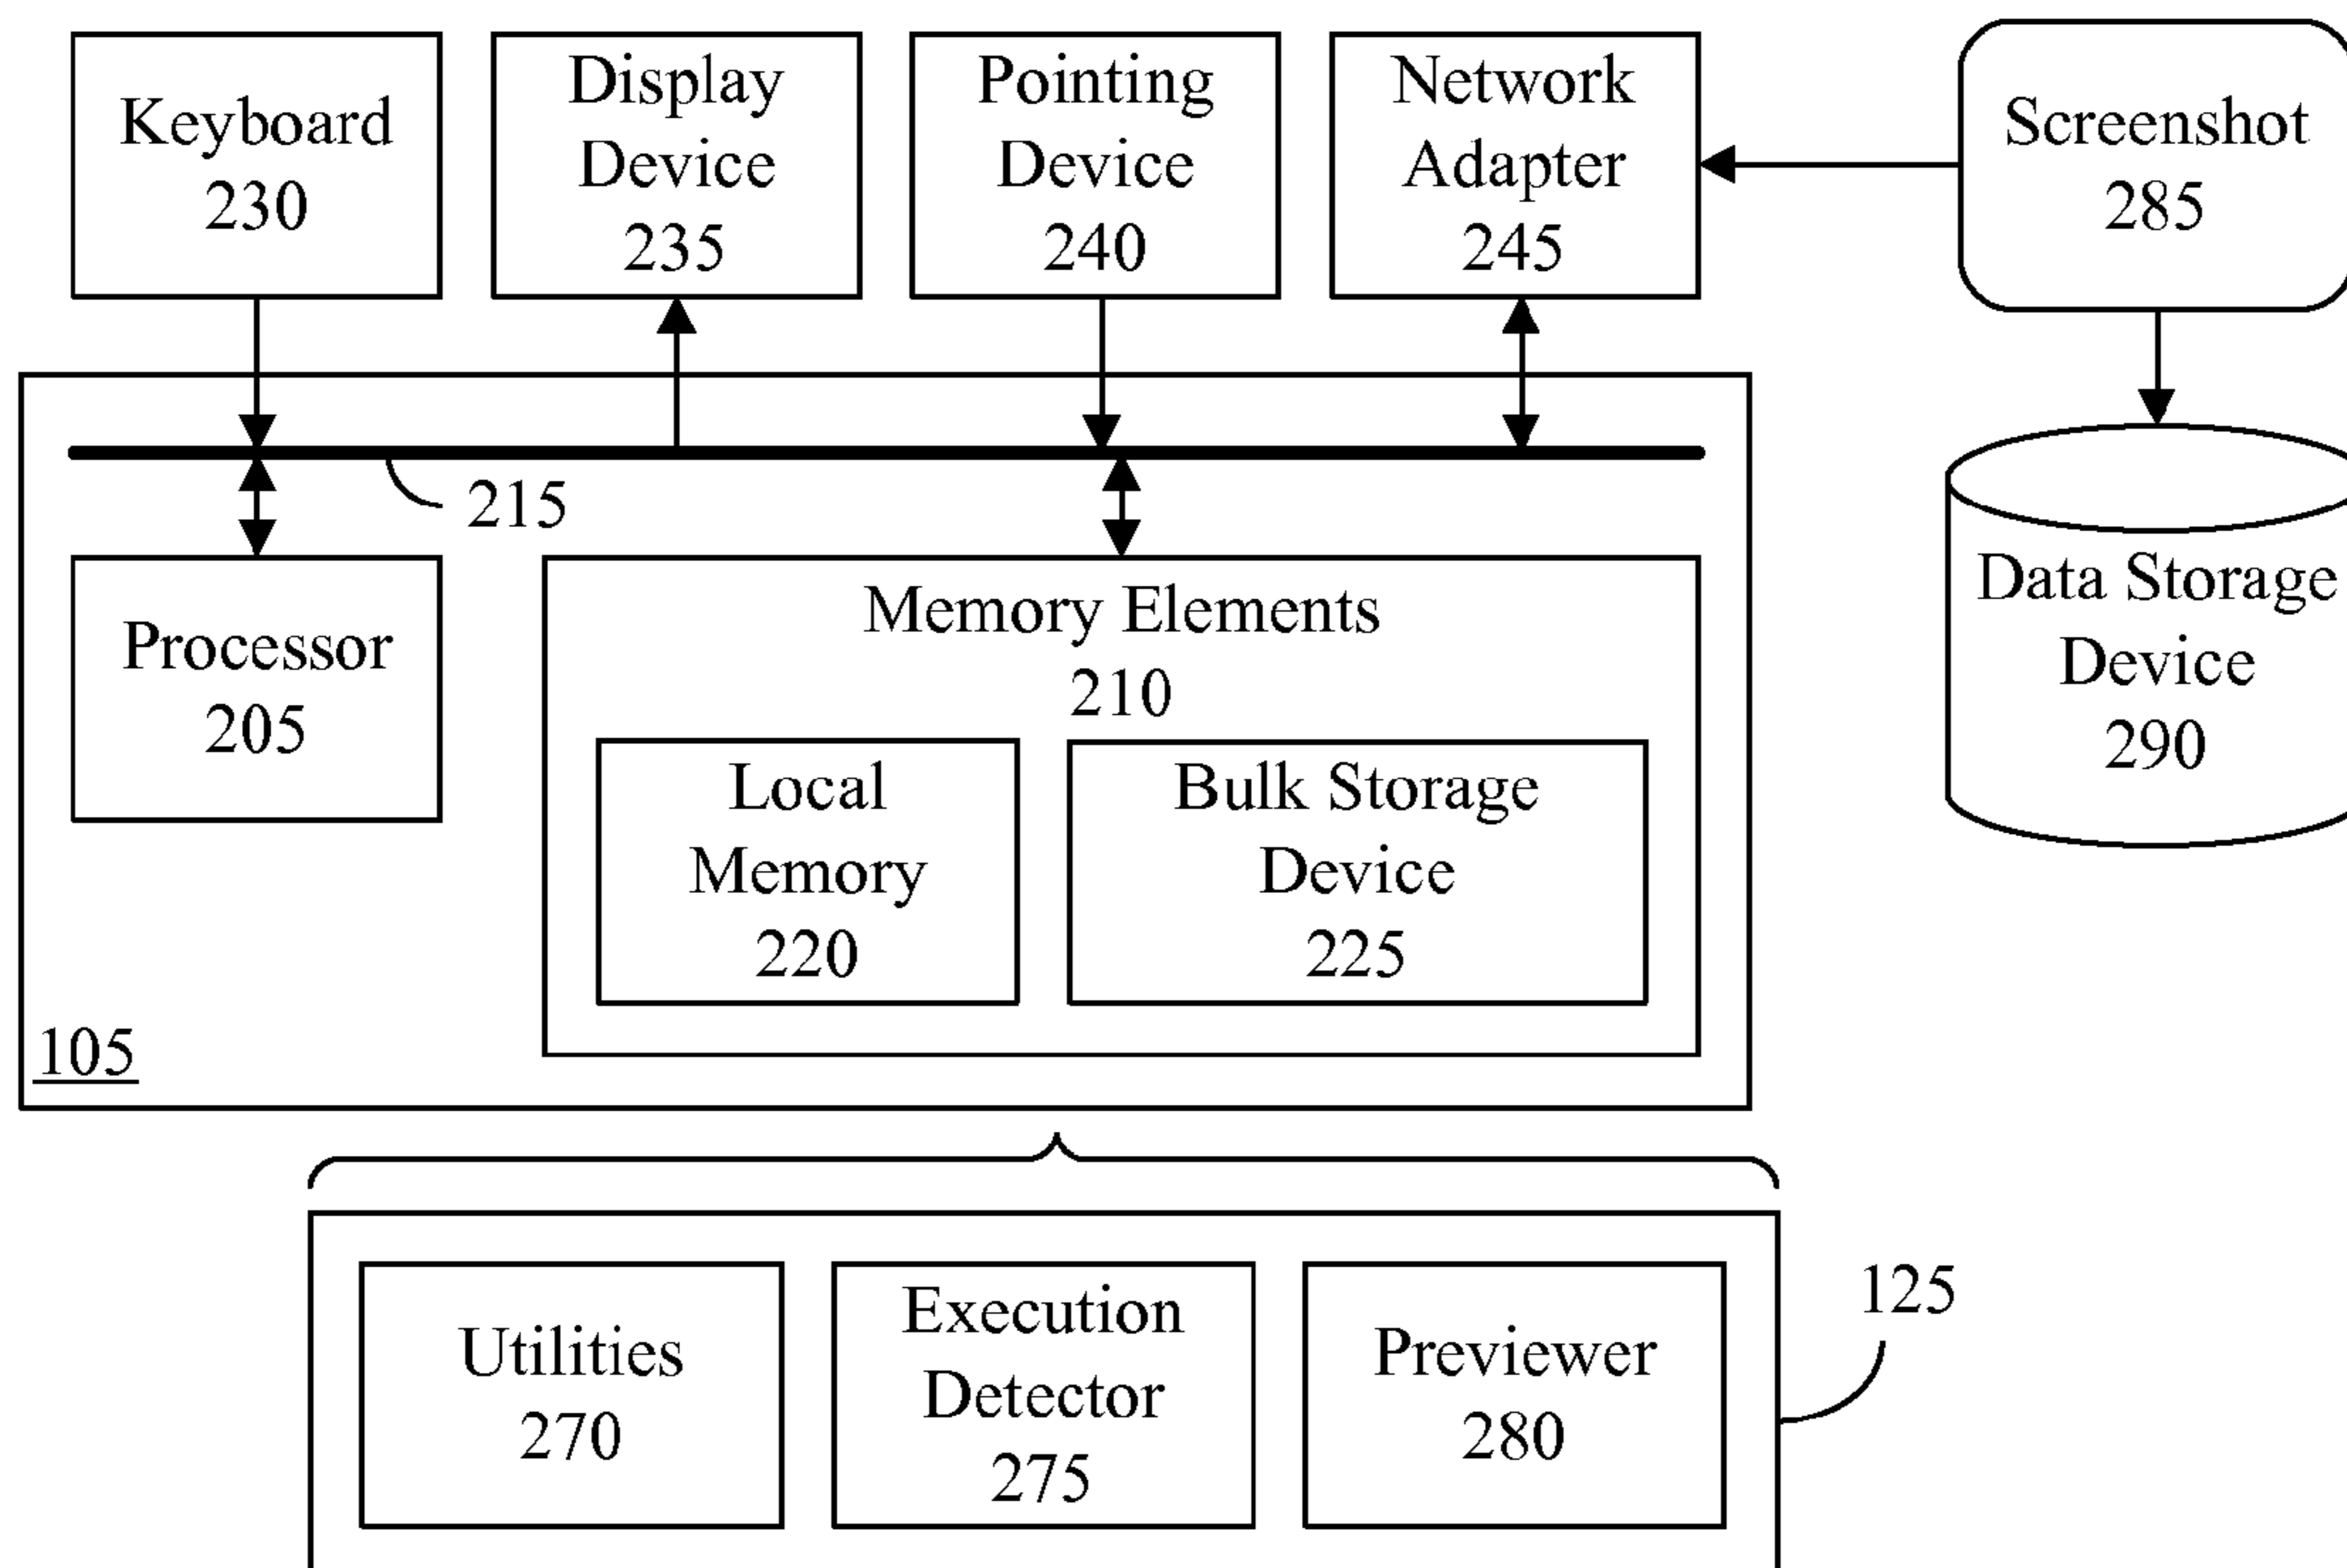 Keyboard
230
Display
Device
235
Pointing
Device
240
Network
Adapter
245
Screenshot
285
215
Processor
205
Memory Elements
210
Local
Memory
220
Bulk Storage
Device
225
Data Storage
Device
290
105
Utilities
270
Execution
Detector
275
Previewer
280
125